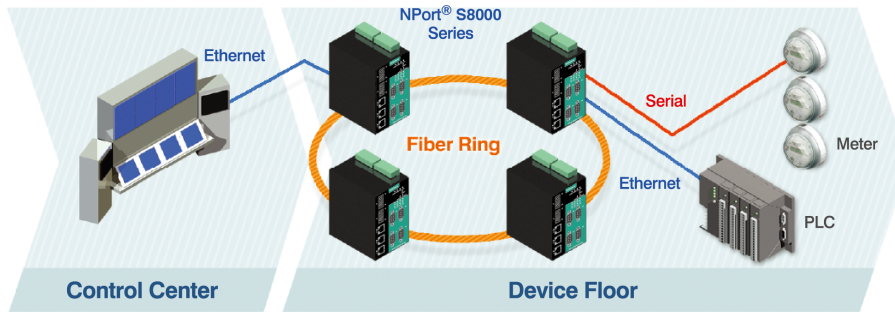 NPort® S8000
Series
Ethernet
Serial
Fiber Ring
Meter
Ethernet
PLC
Control Center
Device Floor